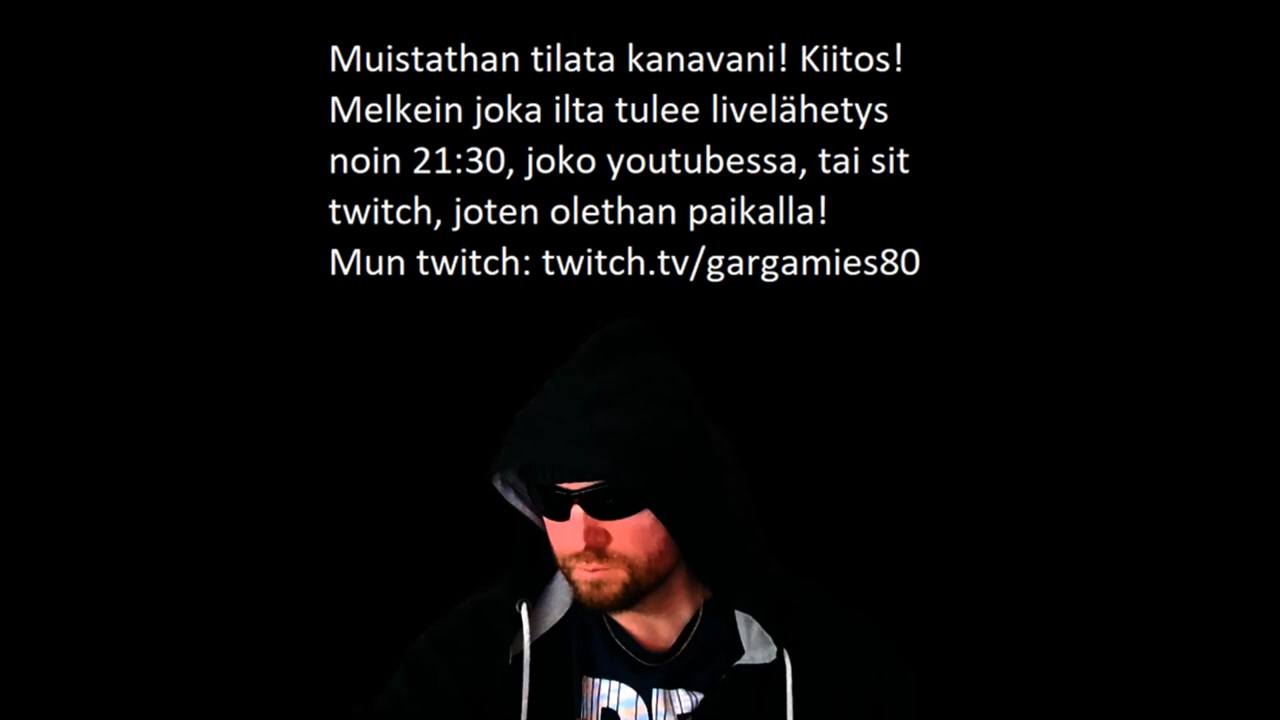 Muistathan tilata kanavani! Kiitos!
Melkein joka ilta tulee livelähetys
noin 21:30, joko youtubessa, tai sit
twitch, joten olethan paikalla!
Mun twitch: twitch.tv/gargamies80